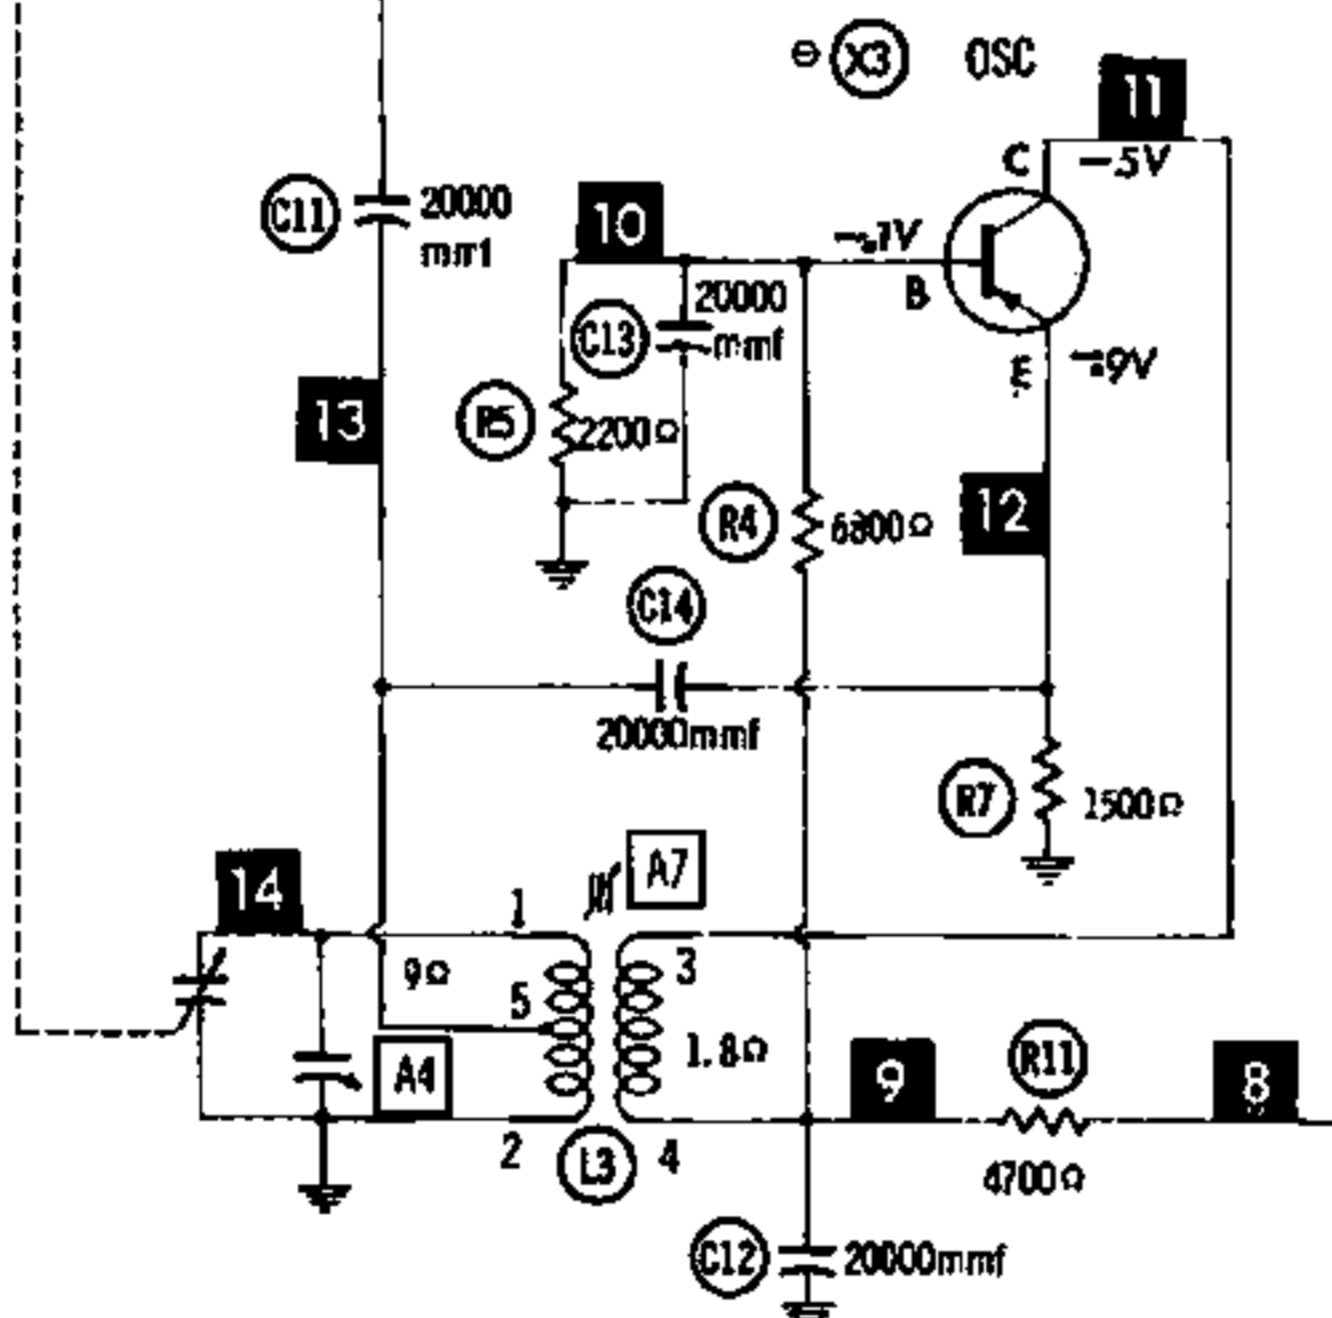 ⊖ X3 OSC
11
C -5V
C11 20000
mmf
10
-.1V
B
20000
C13 mmf
E
13
R5 2200Ω
12
R4 6800Ω
C14
20000mmf
R7 1500Ω
A7
14
1
9Ω
5
3
1.8Ω
A4
R11
9
8
2
L3
4
4700Ω
C12 20000mmf